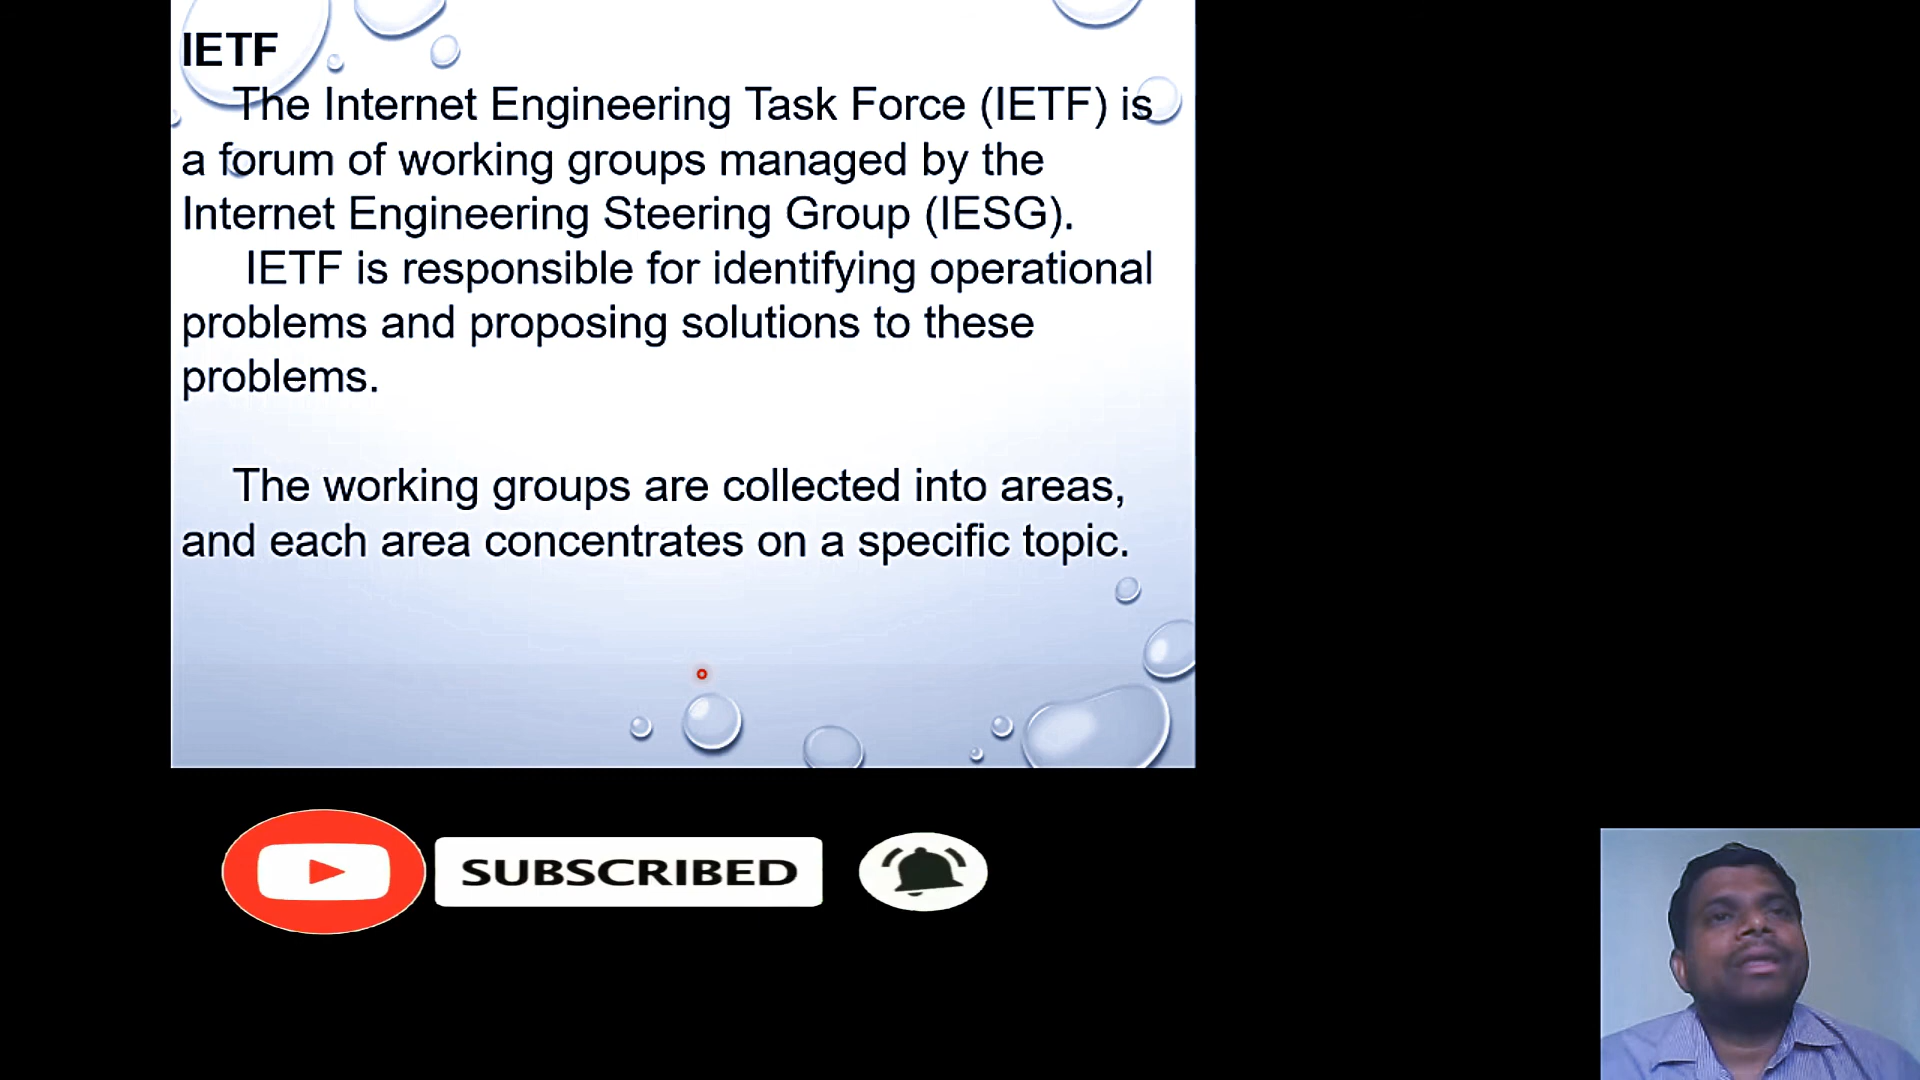 IETF
The Internet Engineering Task Force (IETF) is
a forum of working groups managed by the
Internet Engineering Steering Group (IESG).
IETF is responsible for identifying operational
problems and proposing solutions to these
problems.
The working groups are collected into areas,
and each area concentrates on a specific topic.
SUBSCRIBED